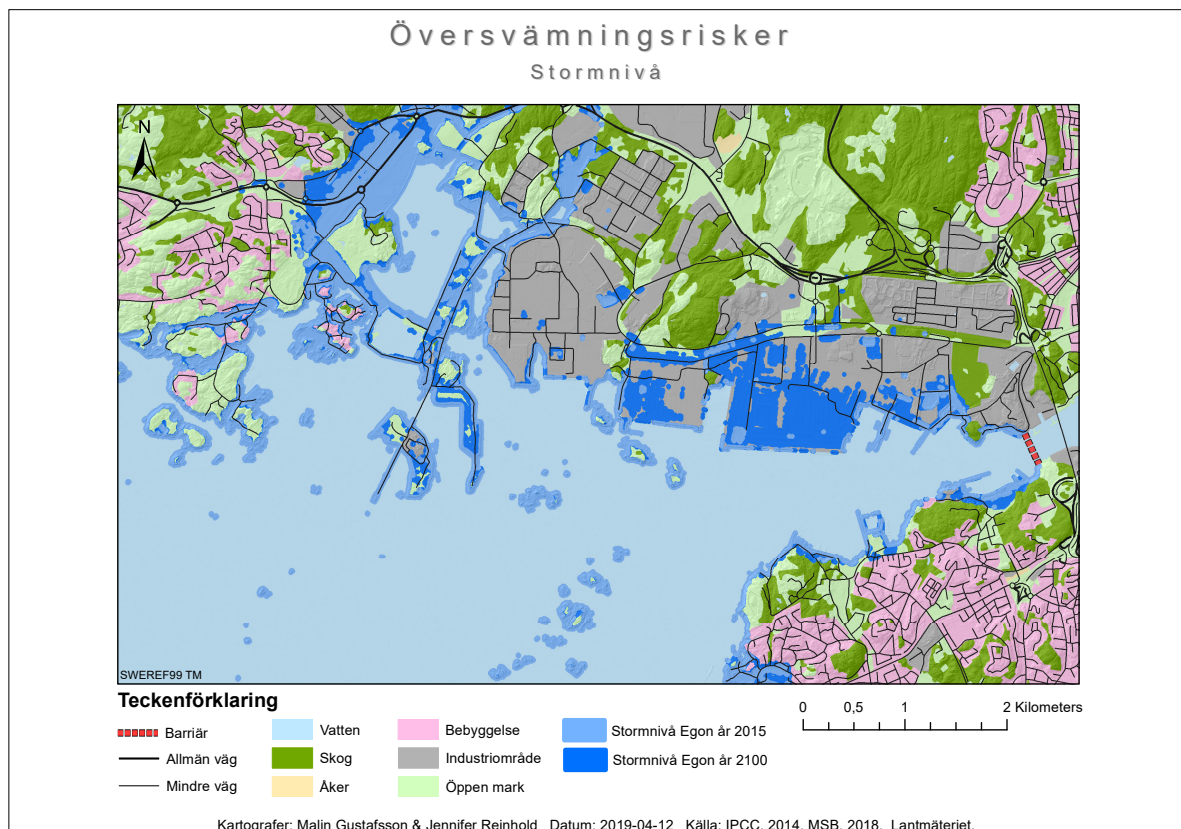 Översvämningsrisker
Stormnivå
N
SWEREF99 TM
Teckenförklaring
Barriär
Allmän väg
Mindre väg
Vatten
Skog
Åker
Bebyggelse
Industriområde
Öppen mark
Stormnivå Egon år 2015
Stormnivå Egon år 2100
0 0,5 1 2 Kilometers
Kartografer: Malin Gustafsson & Jennifer Reinhold Datum: 2019-04-12 Källa: IPCC, 2014, MSB, 2018, Lantmäteriet,